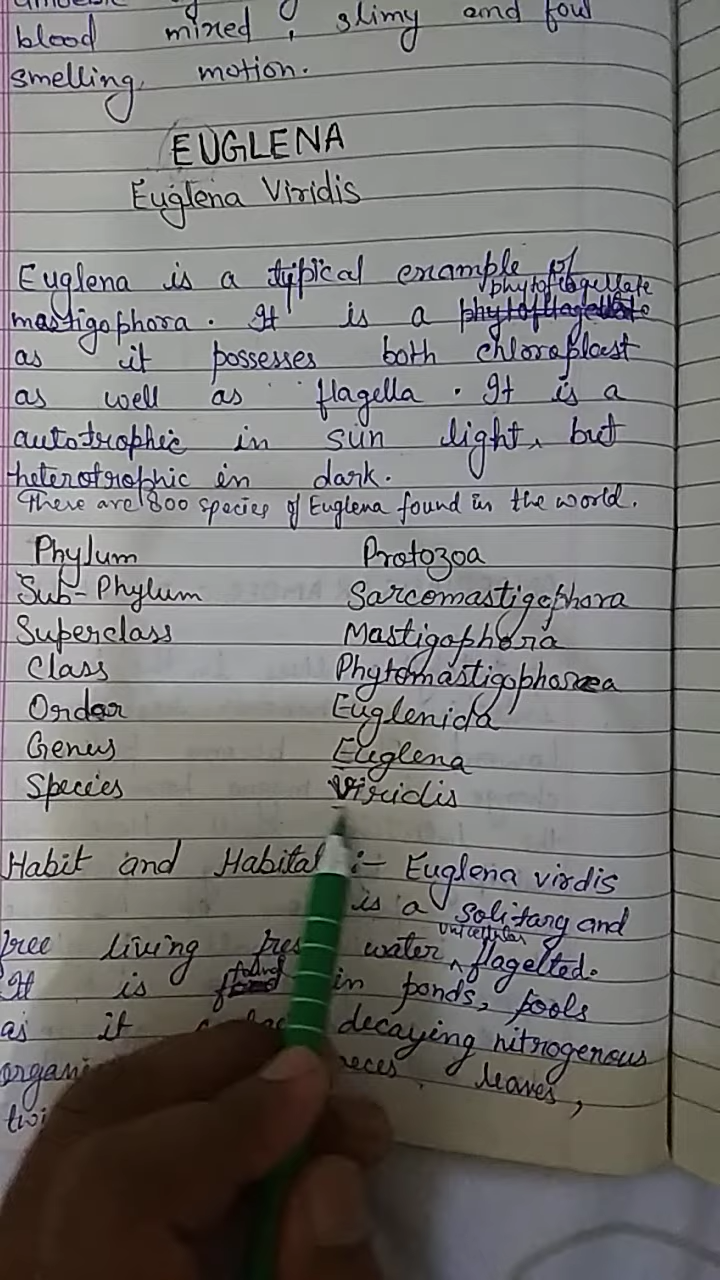 blood mixed, slimy and foul
smelling motion.
EUGLENA
Euglena Viridis
Euglena is a typical example of
phytoflagellate
mastigophora. It is a
as it possesses both chloroplast
as well as flagella. It is a
autotrophic in sun light, but
heterotrophic in dark.
There are 800 species of Euglena found in the world.
Phylum Protozoa
Sub-Phylum Sarcomastigophora
Superclass Mastigophora
Class Phytomastigophorea
Order Euglenida
Genus Euglena
Species Viridis
Habit and Habitat :- Euglena virdis
is a solitary and
free living water unicellular flagelted.
It is found in ponds, pools
as it decaying nitrogenous
leaves,